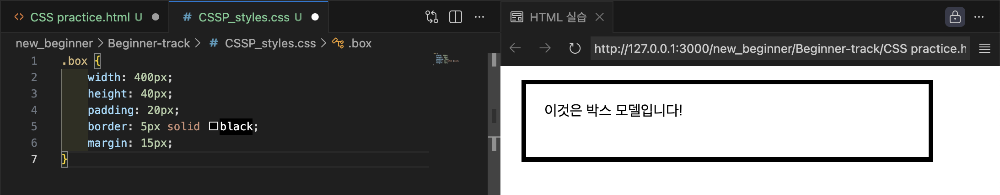 CSS practice.html U
CSSP_styles.css U
new_beginner > Beginner-track > CSSP_styles.css > .box
1 .box {
2 width: 400px;
3 height: 40px;
4 padding: 20px;
5 border: 5px solid black;
6 margin: 15px;
7 }
HTML 실습
http://127.0.0.1:3000/new_beginner/Beginner-track/CSS practice.h
이것은 박스 모델입니다!